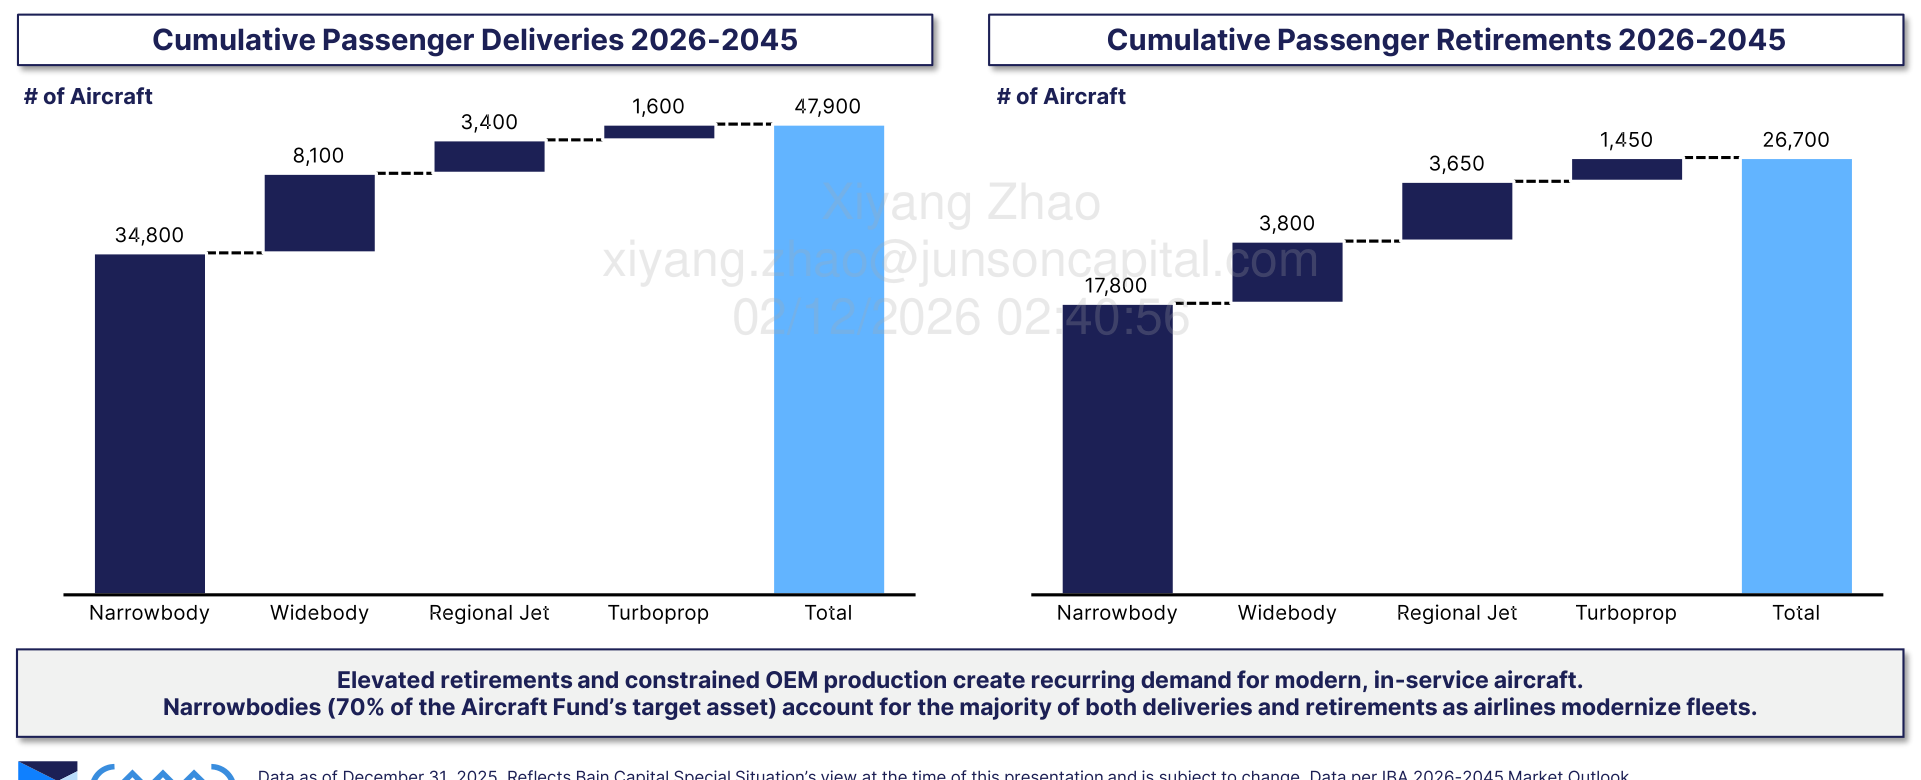 Cumulative Passenger Deliveries 2026-2045
# of Aircraft
34,800
8,100
3,400
1,600
47,900
Narrowbody
Widebody
Regional Jet
Turboprop
Total
Cumulative Passenger Retirements 2026-2045
# of Aircraft
17,800
3,800
3,650
1,450
26,700
Narrowbody
Widebody
Regional Jet
Turboprop
Total
Xiyang Zhao
xiyang.zhao@junsoncapital.com
02/12/2026 02:40:56
Elevated retirements and constrained OEM production create recurring demand for modern, in-service aircraft.
Narrowbodies (70% of the Aircraft Fund's target asset) account for the majority of both deliveries and retirements as airlines modernize fleets.
Data as of December 31, 2025. Reflects Bain Capital Special Situation's view at the time of this presentation and is subject to change. Data per IBA 2026-2045 Market Outlook